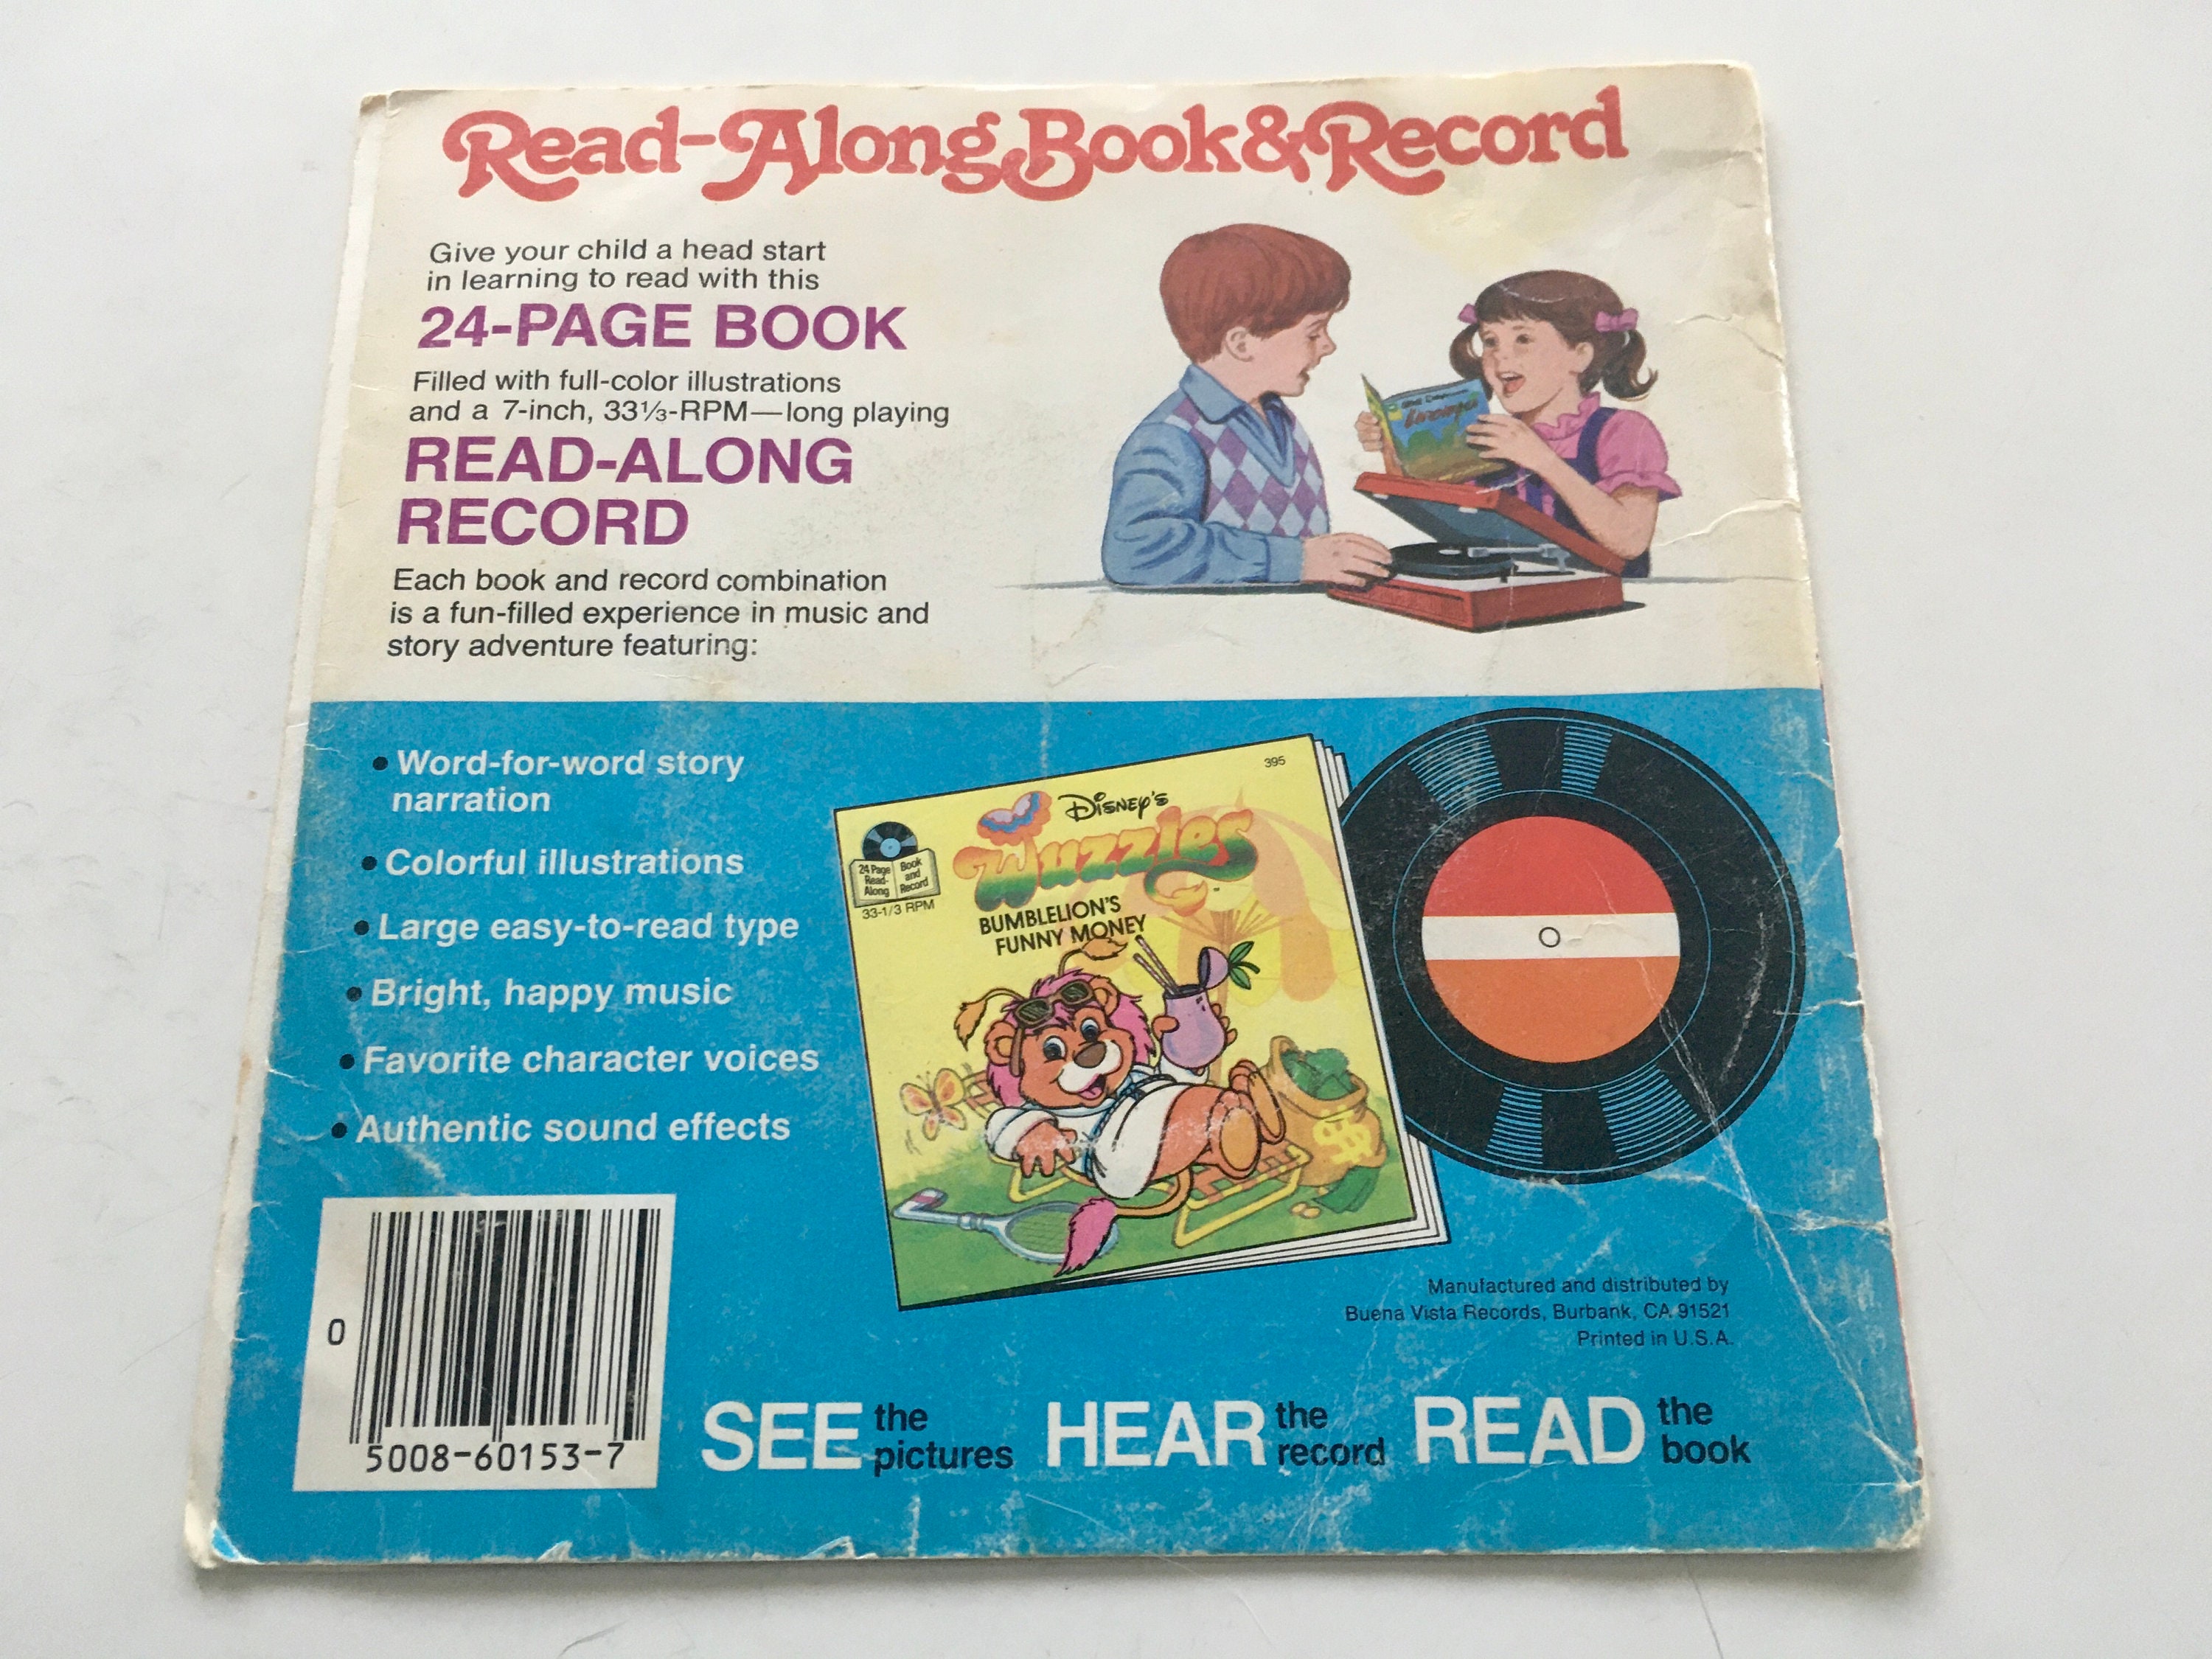 Read-Along Book & Record
Give your child a head start
in learning to read with this
24-PAGE BOOK
Filled with full-color illustrations
and a 7-inch, 33⅓-RPM—long playing
READ-ALONG
RECORD
Each book and record combination
is a fun-filled experience in music and
story adventure featuring:
• Word-for-word story
narration
• Colorful illustrations
• Large easy-to-read type
• Bright, happy music
• Favorite character voices
• Authentic sound effects
395
24 Page
Read-
Along
Book
and
Record
33-1/3 RPM
Disney's
Wuzzles
™
BUMBLELION'S
FUNNY MONEY
$$
Manufactured and distributed by
Buena Vista Records, Burbank, CA 91521
Printed in U.S.A.
0
5008-60153-7
SEE the
pictures
HEAR the
record
READ the
book